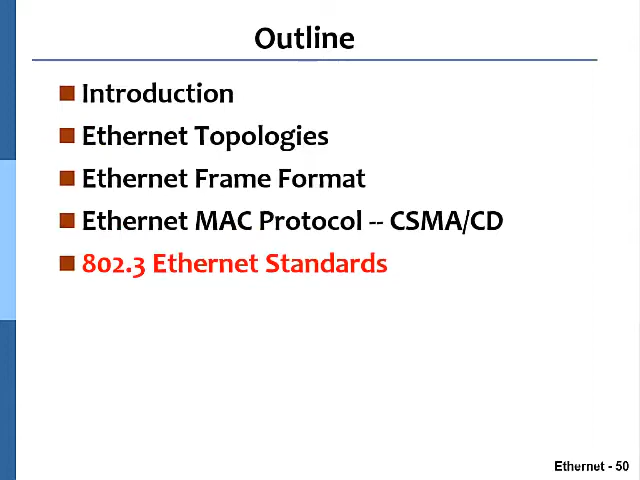 Outline
Introduction
Ethernet Topologies
Ethernet Frame Format
Ethernet MAC Protocol -- CSMA/CD
802.3 Ethernet Standards
Ethernet - 50